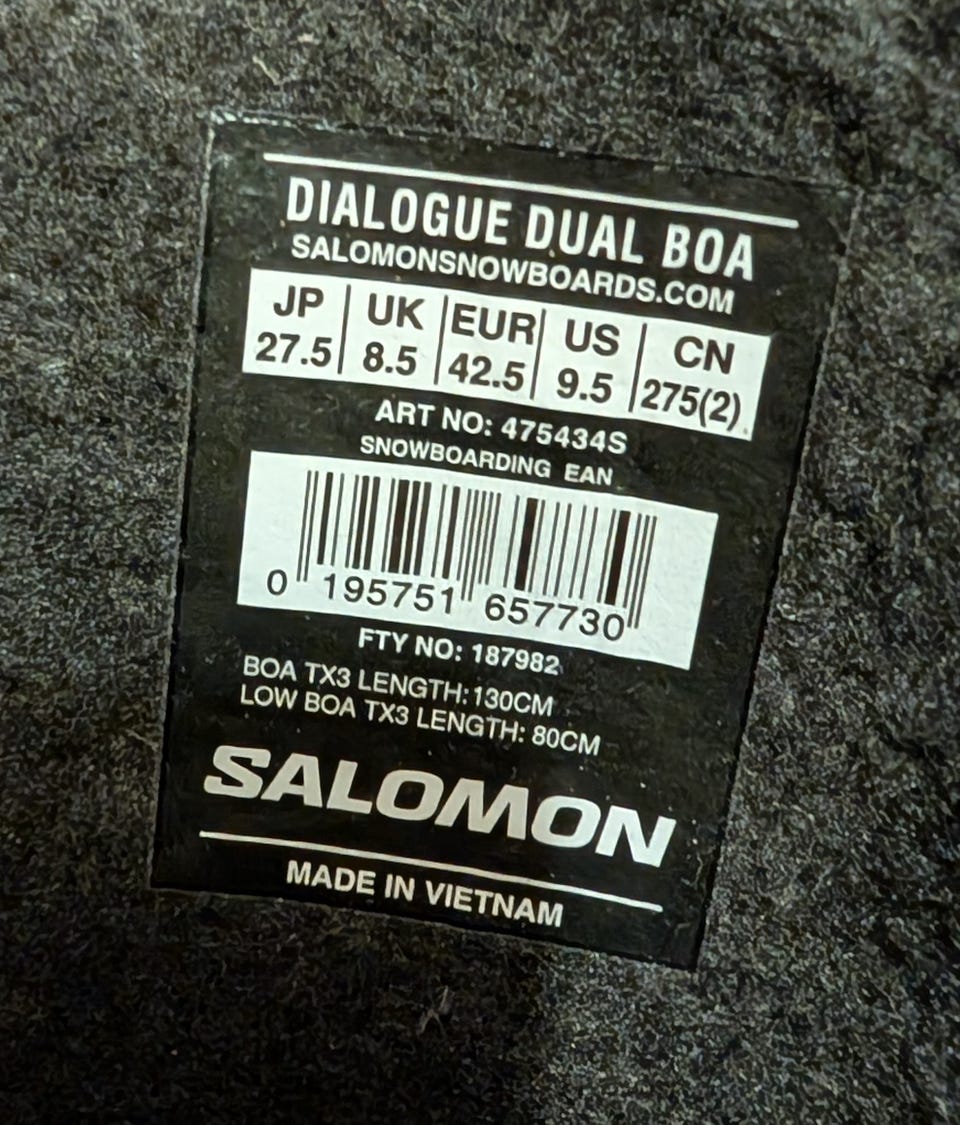 DIALOGUE DUAL BOA
SALOMONSNOWBOARDS.COM
JP UK EUR US CN
27.5 8.5 42.5 9.5 275(2)
ART NO: 475434S
SNOWBOARDING EAN
0 195751 657730
FTY NO: 187982
BOA TX3 LENGTH: 130CM
LOW BOA TX3 LENGTH: 80CM
SALOMON
MADE IN VIETNAM